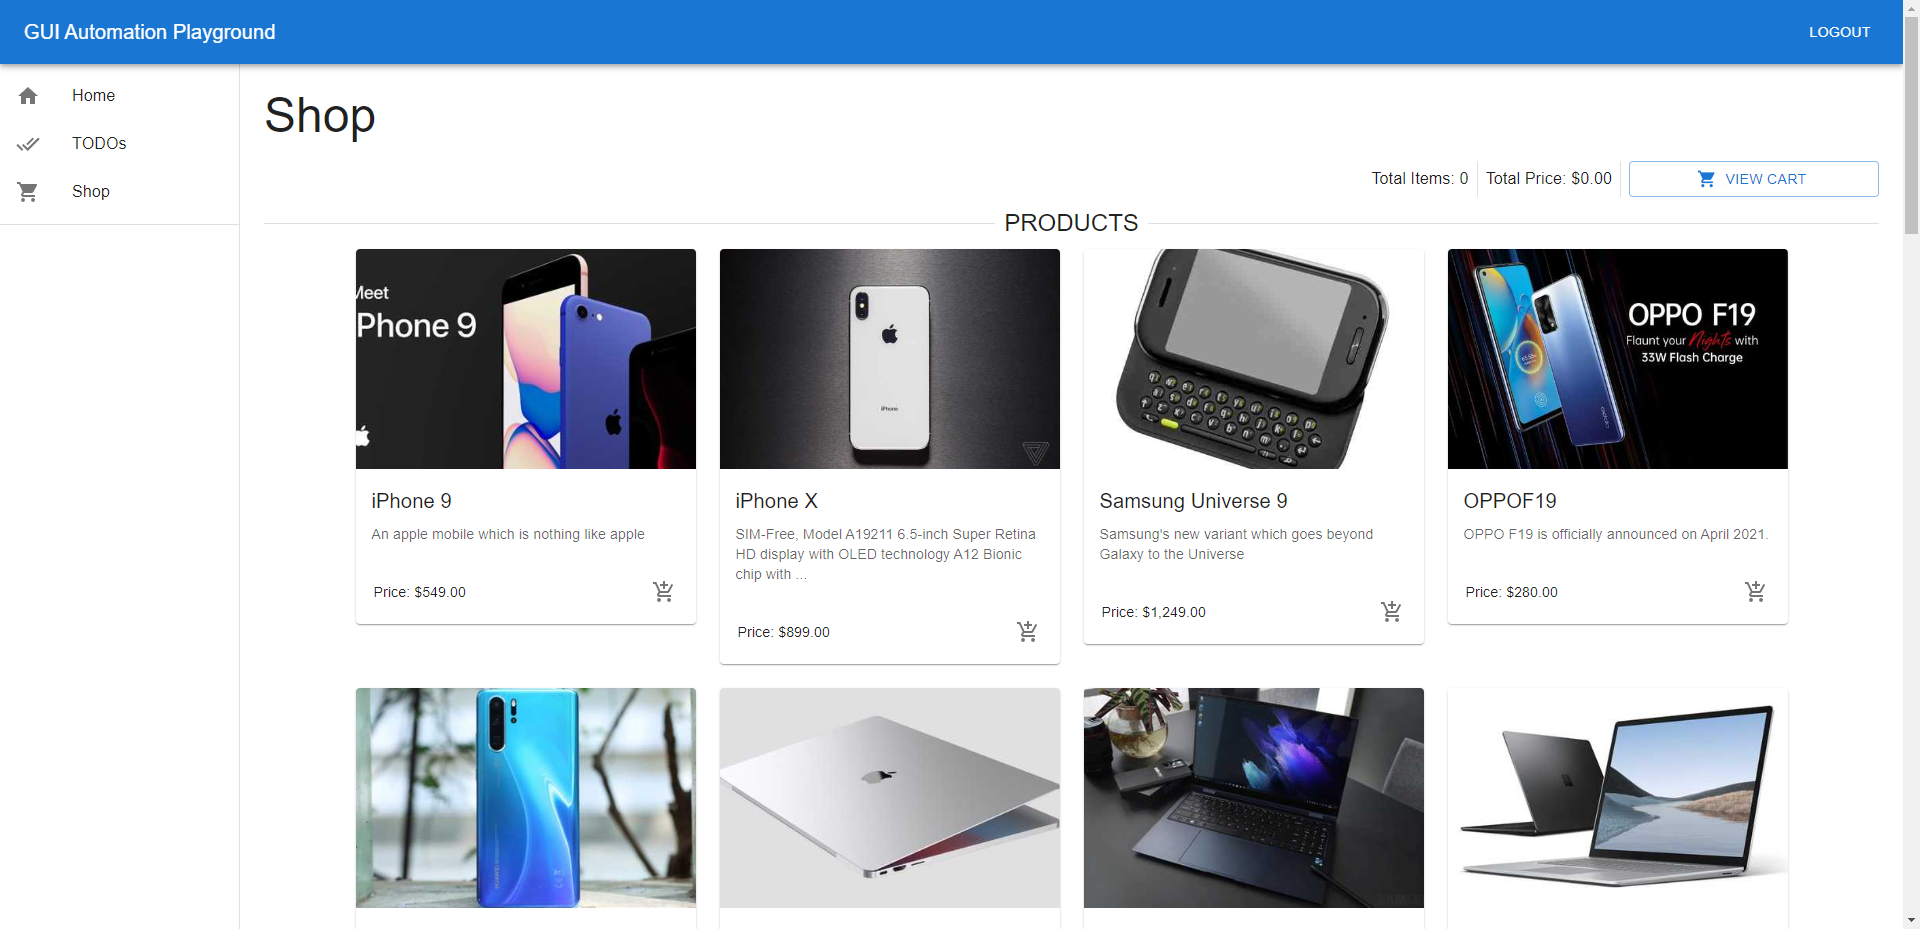 GUI Automation Playground
LOGOUT
Home
TODOs
Shop
Shop
Total Items: 0
Total Price: $0.00
VIEW CART
PRODUCTS
Meet
iPhone 9
iPhone
OPPO F19
Flaunt your Nights with
33W Flash Charge
iPhone 9
An apple mobile which is nothing like apple
Price: $549.00
iPhone X
SIM-Free, Model A19211 6.5-inch Super Retina
HD display with OLED technology A12 Bionic
chip with ...
Price: $899.00
Samsung Universe 9
Samsung's new variant which goes beyond
Galaxy to the Universe
Price: $1,249.00
OPPOF19
OPPO F19 is officially announced on April 2021.
Price: $280.00